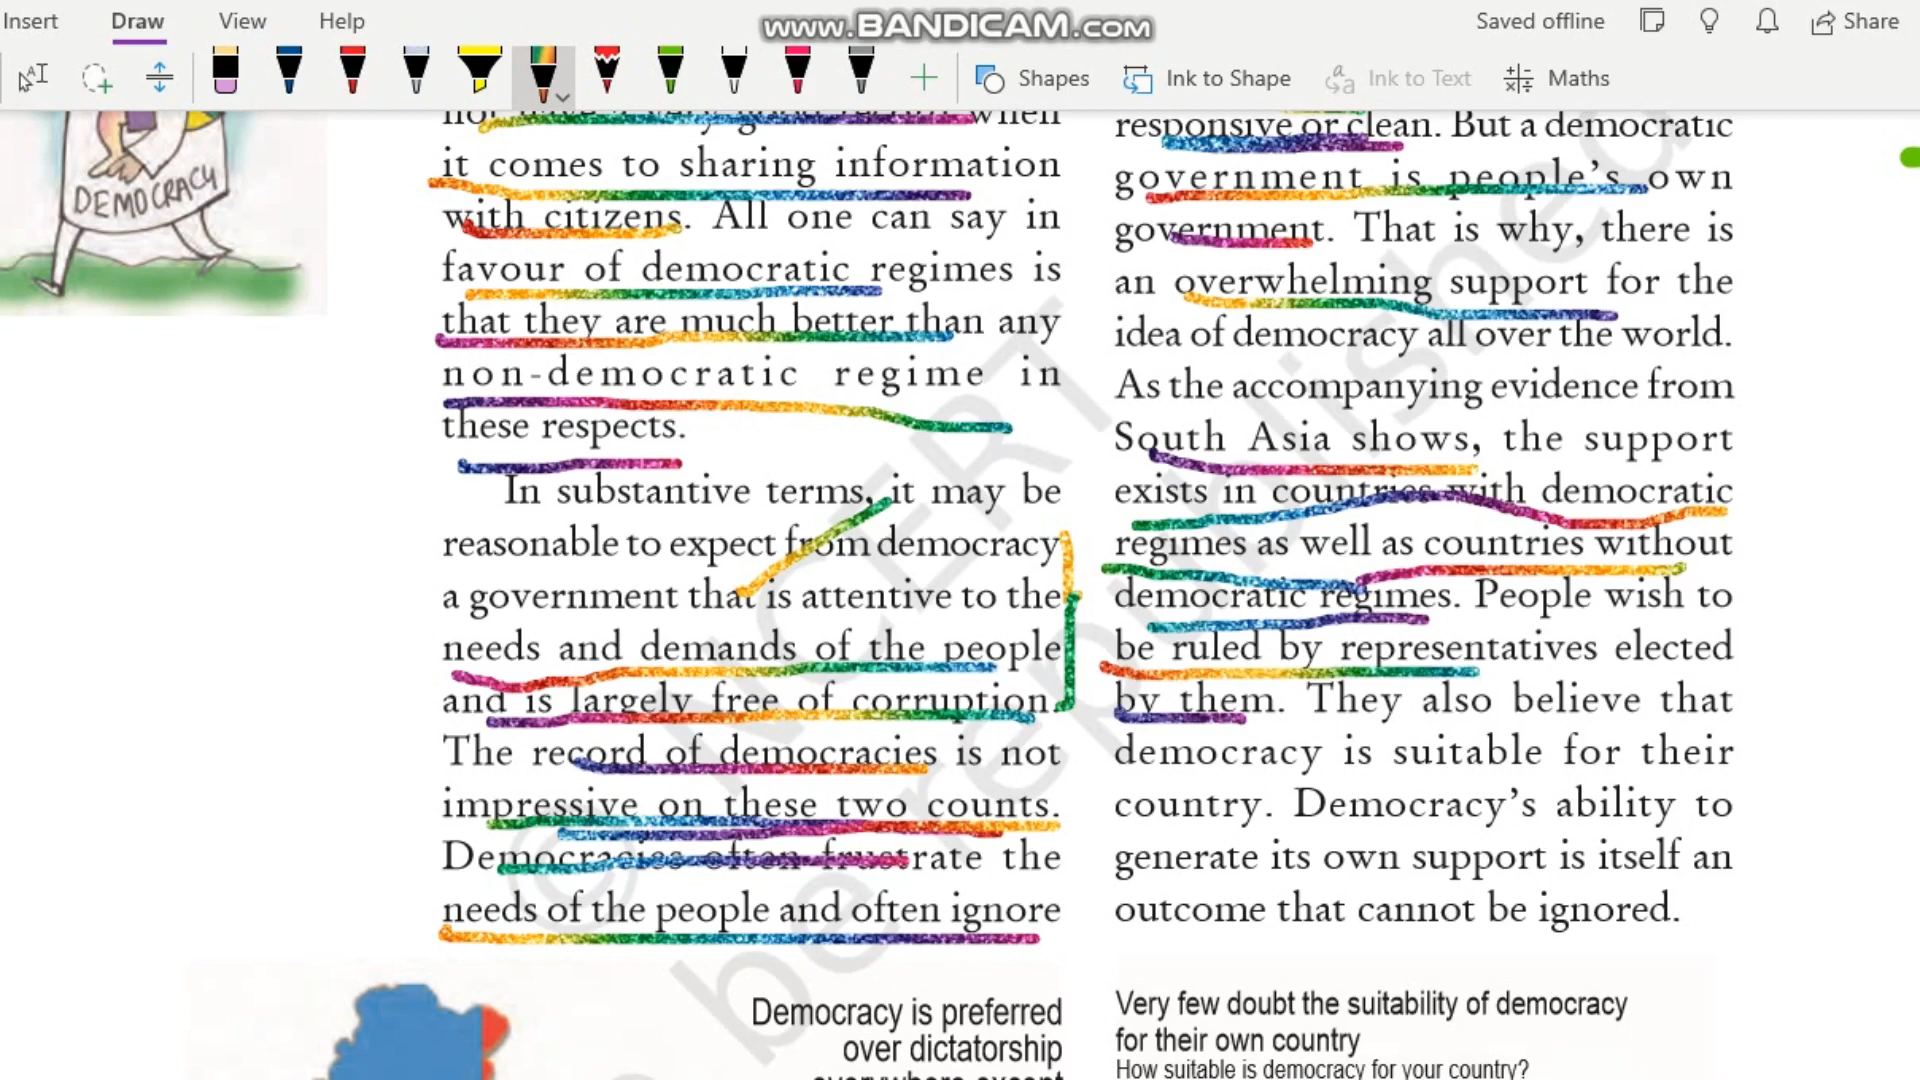 Insert Draw View Help
www.BANDICAM.com
Saved offline
Share
Shapes
Ink to Shape
Ink to Text
Maths
DEMOCRACY
when
it comes to sharing information
with citizens. All one can say in
favour of democratic regimes is
that they are much better than any
non-democratic regime in
these respects.
In substantive terms, it may be
reasonable to expect from democracy
a government that is attentive to the
needs and demands of the people
and is largely free of corruption.
The record of democracies is not
impressive on these two counts.
Democracies often frustrate the
needs of the people and often ignore
responsive or clean. But a democratic
government is people's own
government. That is why, there is
an overwhelming support for the
idea of democracy all over the world.
As the accompanying evidence from
South Asia shows, the support
exists in countries with democratic
regimes as well as countries without
democratic regimes. People wish to
be ruled by representatives elected
by them. They also believe that
democracy is suitable for their
country. Democracy's ability to
generate its own support is itself an
outcome that cannot be ignored.
© NCERT
be republished
Democracy is preferred
over dictatorship
everywhere except
Very few doubt the suitability of democracy
for their own country
How suitable is democracy for your country?